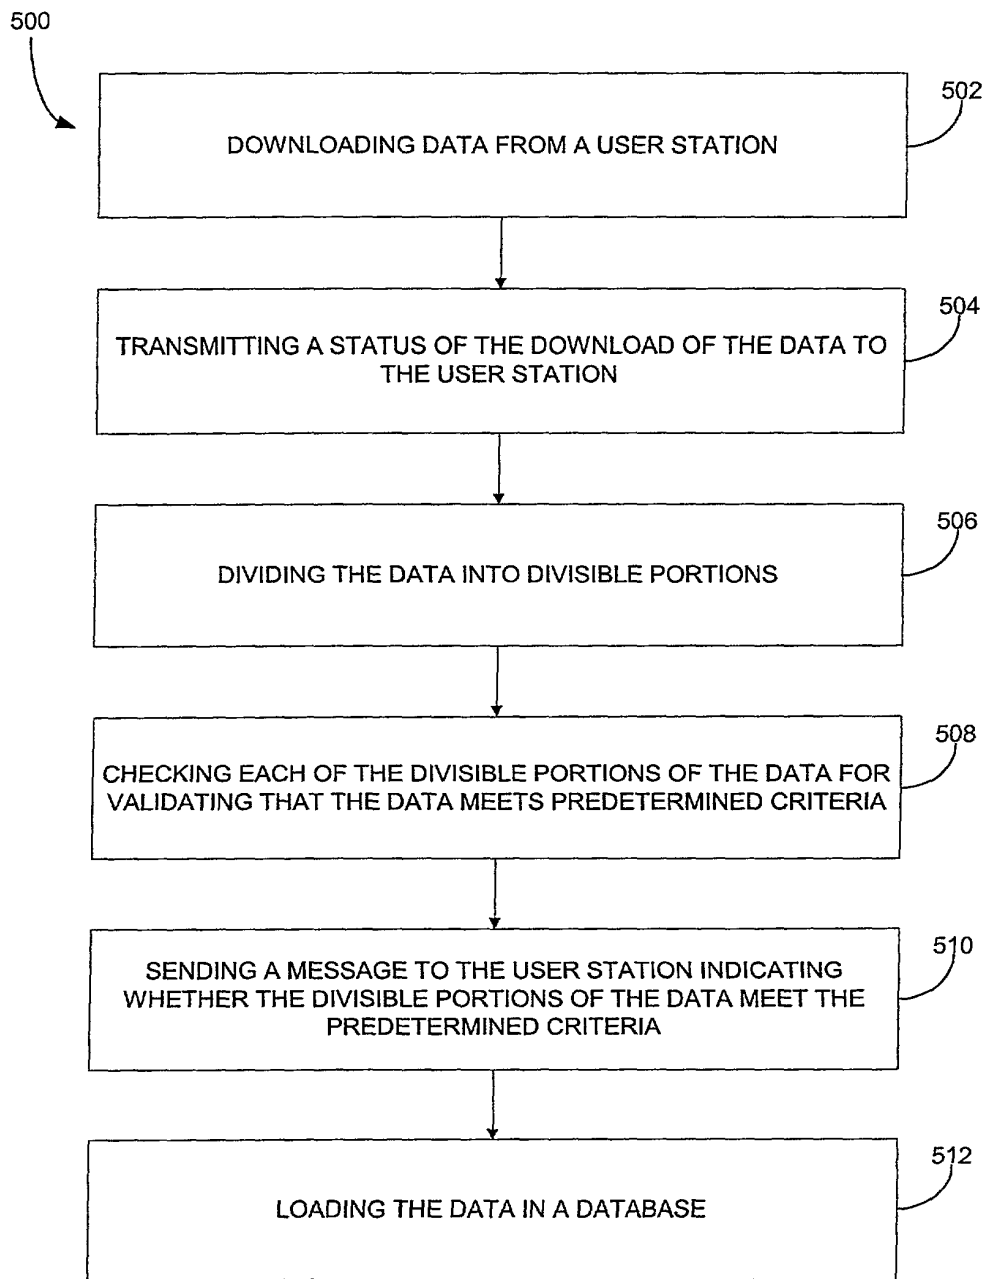 500
502
DOWNLOADING DATA FROM A USER STATION
504
TRANSMITTING A STATUS OF THE DOWNLOAD OF THE DATA TO
THE USER STATION
506
DIVIDING THE DATA INTO DIVISIBLE PORTIONS
508
CHECKING EACH OF THE DIVISIBLE PORTIONS OF THE DATA FOR
VALIDATING THAT THE DATA MEETS PREDETERMINED CRITERIA
510
SENDING A MESSAGE TO THE USER STATION INDICATING
WHETHER THE DIVISIBLE PORTIONS OF THE DATA MEET THE
PREDETERMINED CRITERIA
512
LOADING THE DATA IN A DATABASE